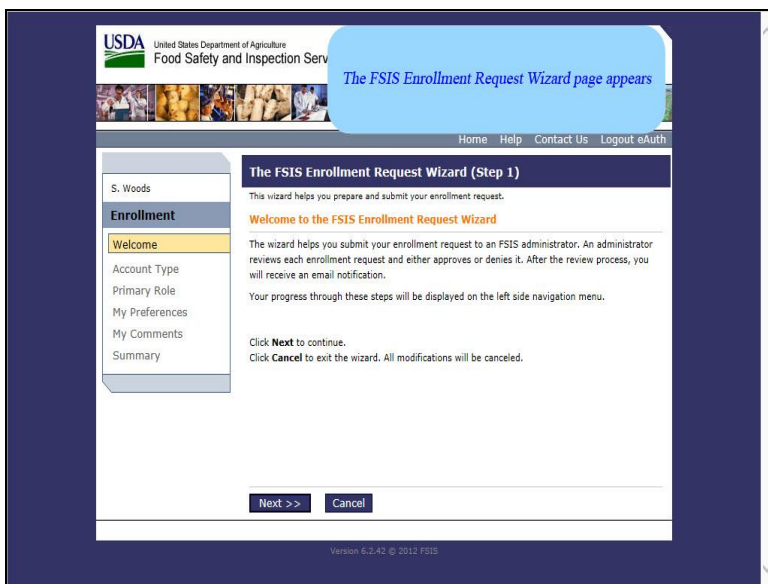 USDA
United States Department of Agriculture
Food Safety and Inspection Serv
The FSIS Enrollment Request Wizard page appears
Home Help Contact Us Logout eAuth
S. Woods
Enrollment
Welcome
Account Type
Primary Role
My Preferences
My Comments
Summary
The FSIS Enrollment Request Wizard (Step 1)
This wizard helps you prepare and submit your enrollment request.
Welcome to the FSIS Enrollment Request Wizard
The wizard helps you submit your enrollment request to an FSIS administrator. An administrator
reviews each enrollment request and either approves or denies it. After the review process, you
will receive an email notification.
Your progress through these steps will be displayed on the left side navigation menu.
Click Next to continue.
Click Cancel to exit the wizard. All modifications will be canceled.
Next >> Cancel
Version 6.2.42 © 2012 FSIS